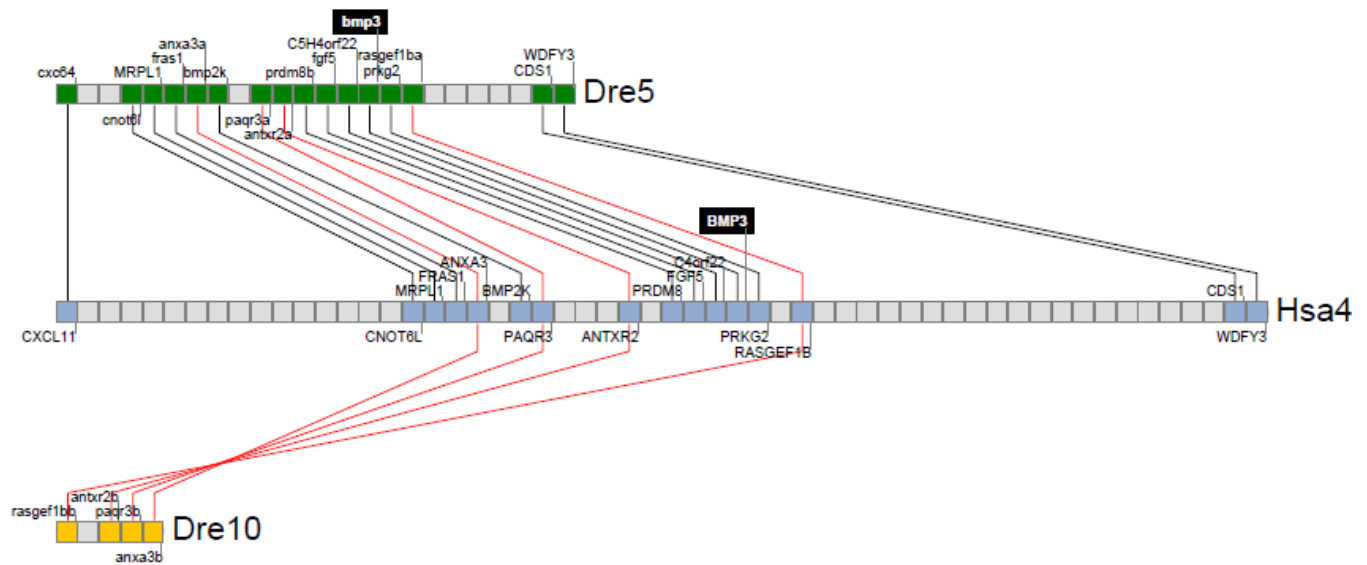 bmp3
anxa3a
C5H4orf22
fras1
fgf5
rasgef1ba
WDFY3
cxc64
MRPL1
bmp2k
prdm8b
prkg2
CDS1
Dre5
cnot6l
paqr3a
antxr2a
BMP3
ANXA3
C4orf22
FRAS1
FGF5
MRPL1
BMP2K
PRDM8
CDS1
Hsa4
CXCL11
CNOT6L
PAQR3
ANTXR2
PRKG2
WDFY3
RASGEF1B
antxr2b
rasgef1bb
paqr3b
Dre10
anxa3b